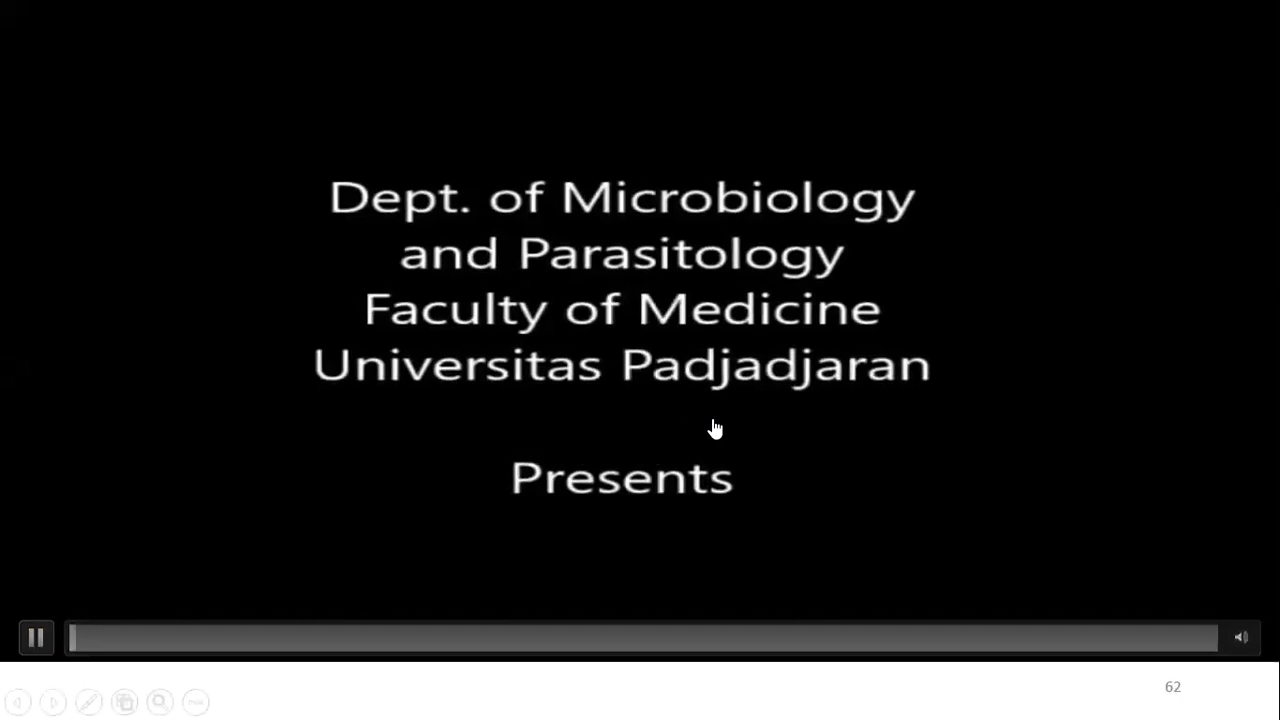 Dept. of Microbiology
and Parasitology
Faculty of Medicine
Universitas Padjadjaran
Presents
62